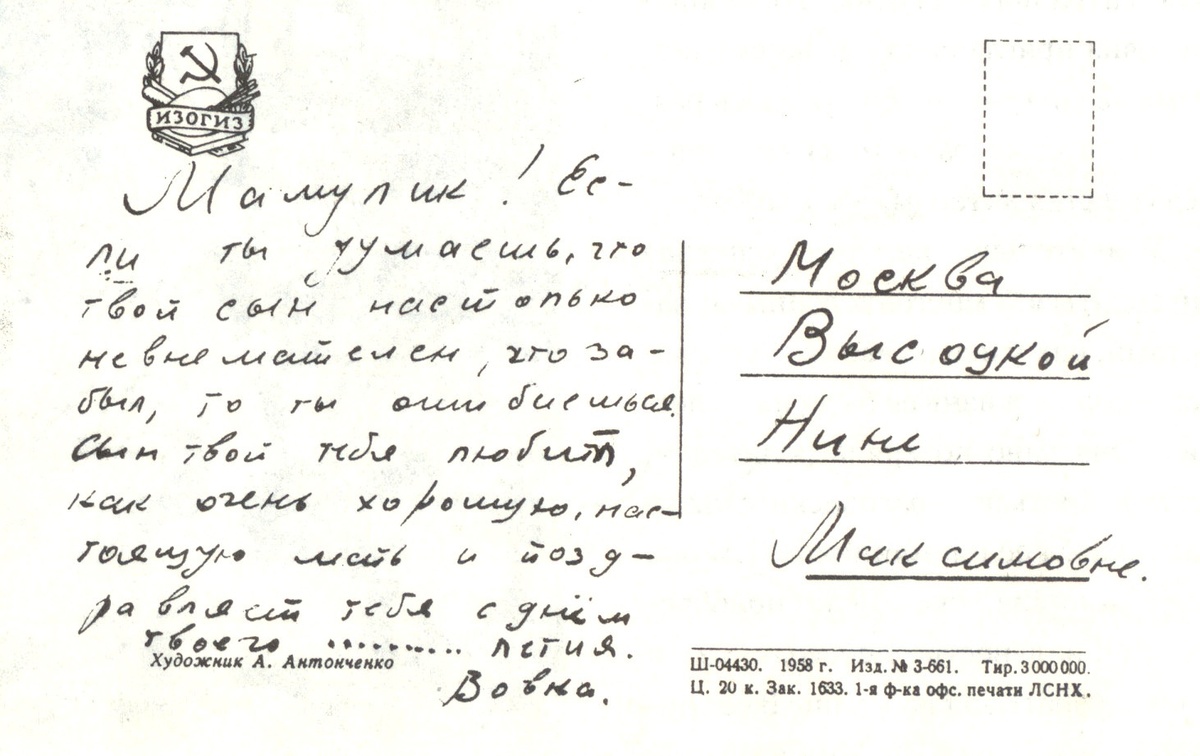 ИЗОГИЗ
Мамулик! Ес-
ли ты думаешь, что
твой сын настолько
невнемателен, что за-
был, то ты ошибаешься.
Сын твой тебя любит,
как очень хорошую, нас-
тоящую мать и позд-
равляет тебя с днём
твоего .......... летия.
Вовка.
Художник А. Антонченко
Москва
Высоцкой
Нине
Максимовне.
Ш-04430. 1958 г. Изд. № 3-661. Тир. 3 000 000.
Ц. 20 к. Зак. 1633. 1-я ф-ка офс. печати ЛСНХ.